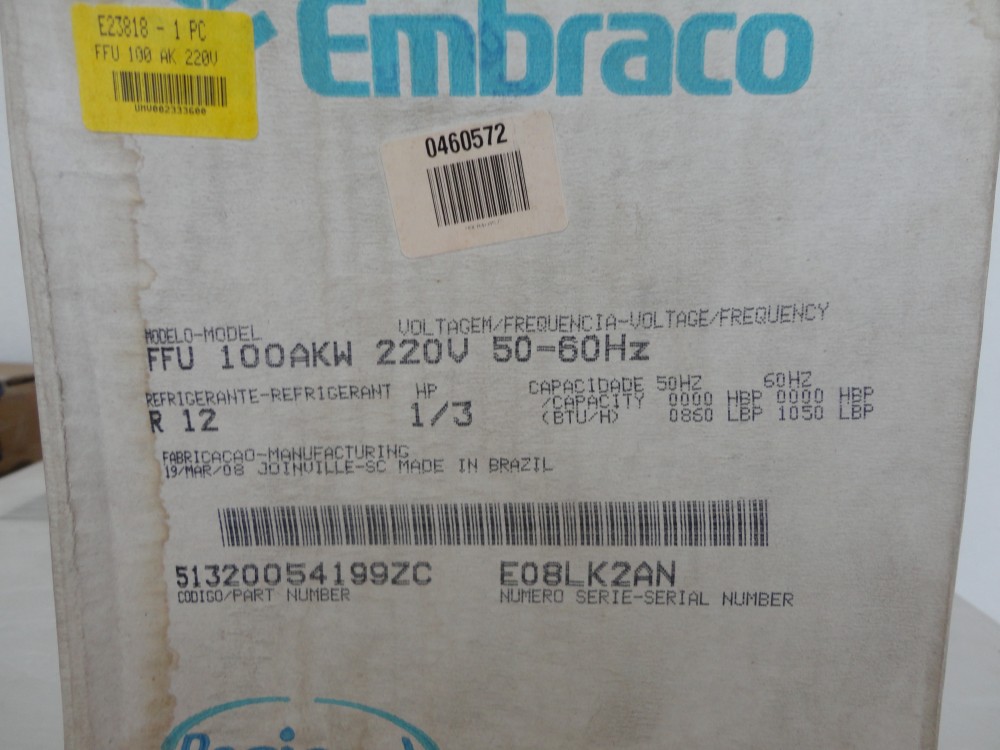 Embraco
E23818 - 1 PC
FFU 100 AK 220V
UMV002333600
0460572
MODELO-MODEL VOLTAGEM/FREQUENCIA-VOLTAGE/FREQUENCY
FFU 100AKW 220V 50-60Hz
REFRIGERANTE-REFRIGERANT HP CAPACIDADE 50HZ 60HZ
/CAPACITY 0000 HBP 0000 HBP
R 12 1/3 (BTU/H) 0860 LBP 1050 LBP
FABRICACAO-MANUFACTURING
19/MAR/08 JOINVILLE-SC MADE IN BRAZIL
51320054199ZC E08LK2AN
CODIGO/PART NUMBER NUMERO SERIE-SERIAL NUMBER